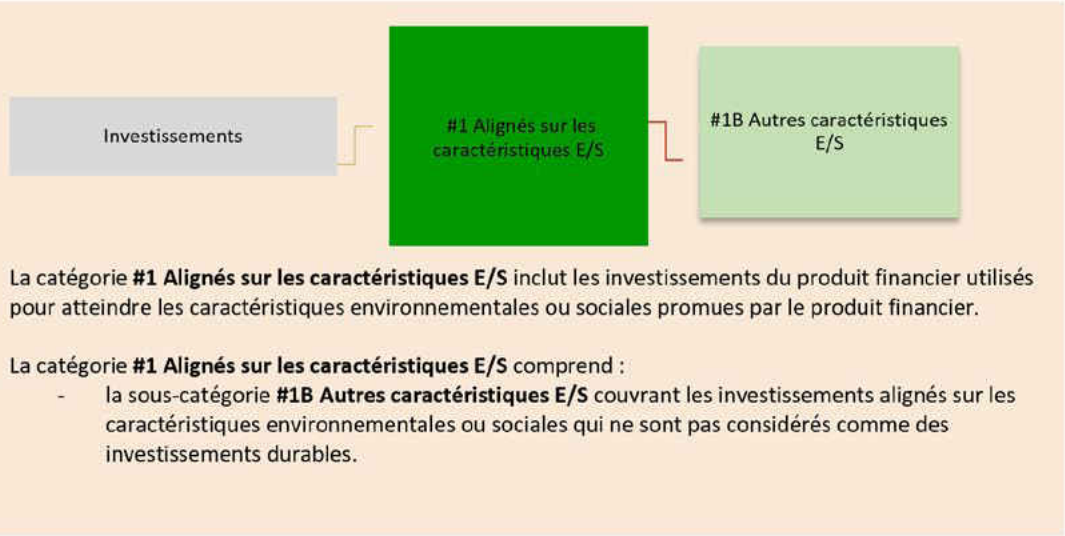 Investissements
#1 Alignés sur les
caractéristiques E/S
#1B Autres caractéristiques
E/S
La catégorie #1 Alignés sur les caractéristiques E/S inclut les investissements du produit financier utilisés
pour atteindre les caractéristiques environnementales ou sociales promues par le produit financier.
La catégorie #1 Alignés sur les caractéristiques E/S comprend :
- la sous-catégorie #1B Autres caractéristiques E/S couvrant les investissements alignés sur les
caractéristiques environnementales ou sociales qui ne sont pas considérés comme des
investissements durables.